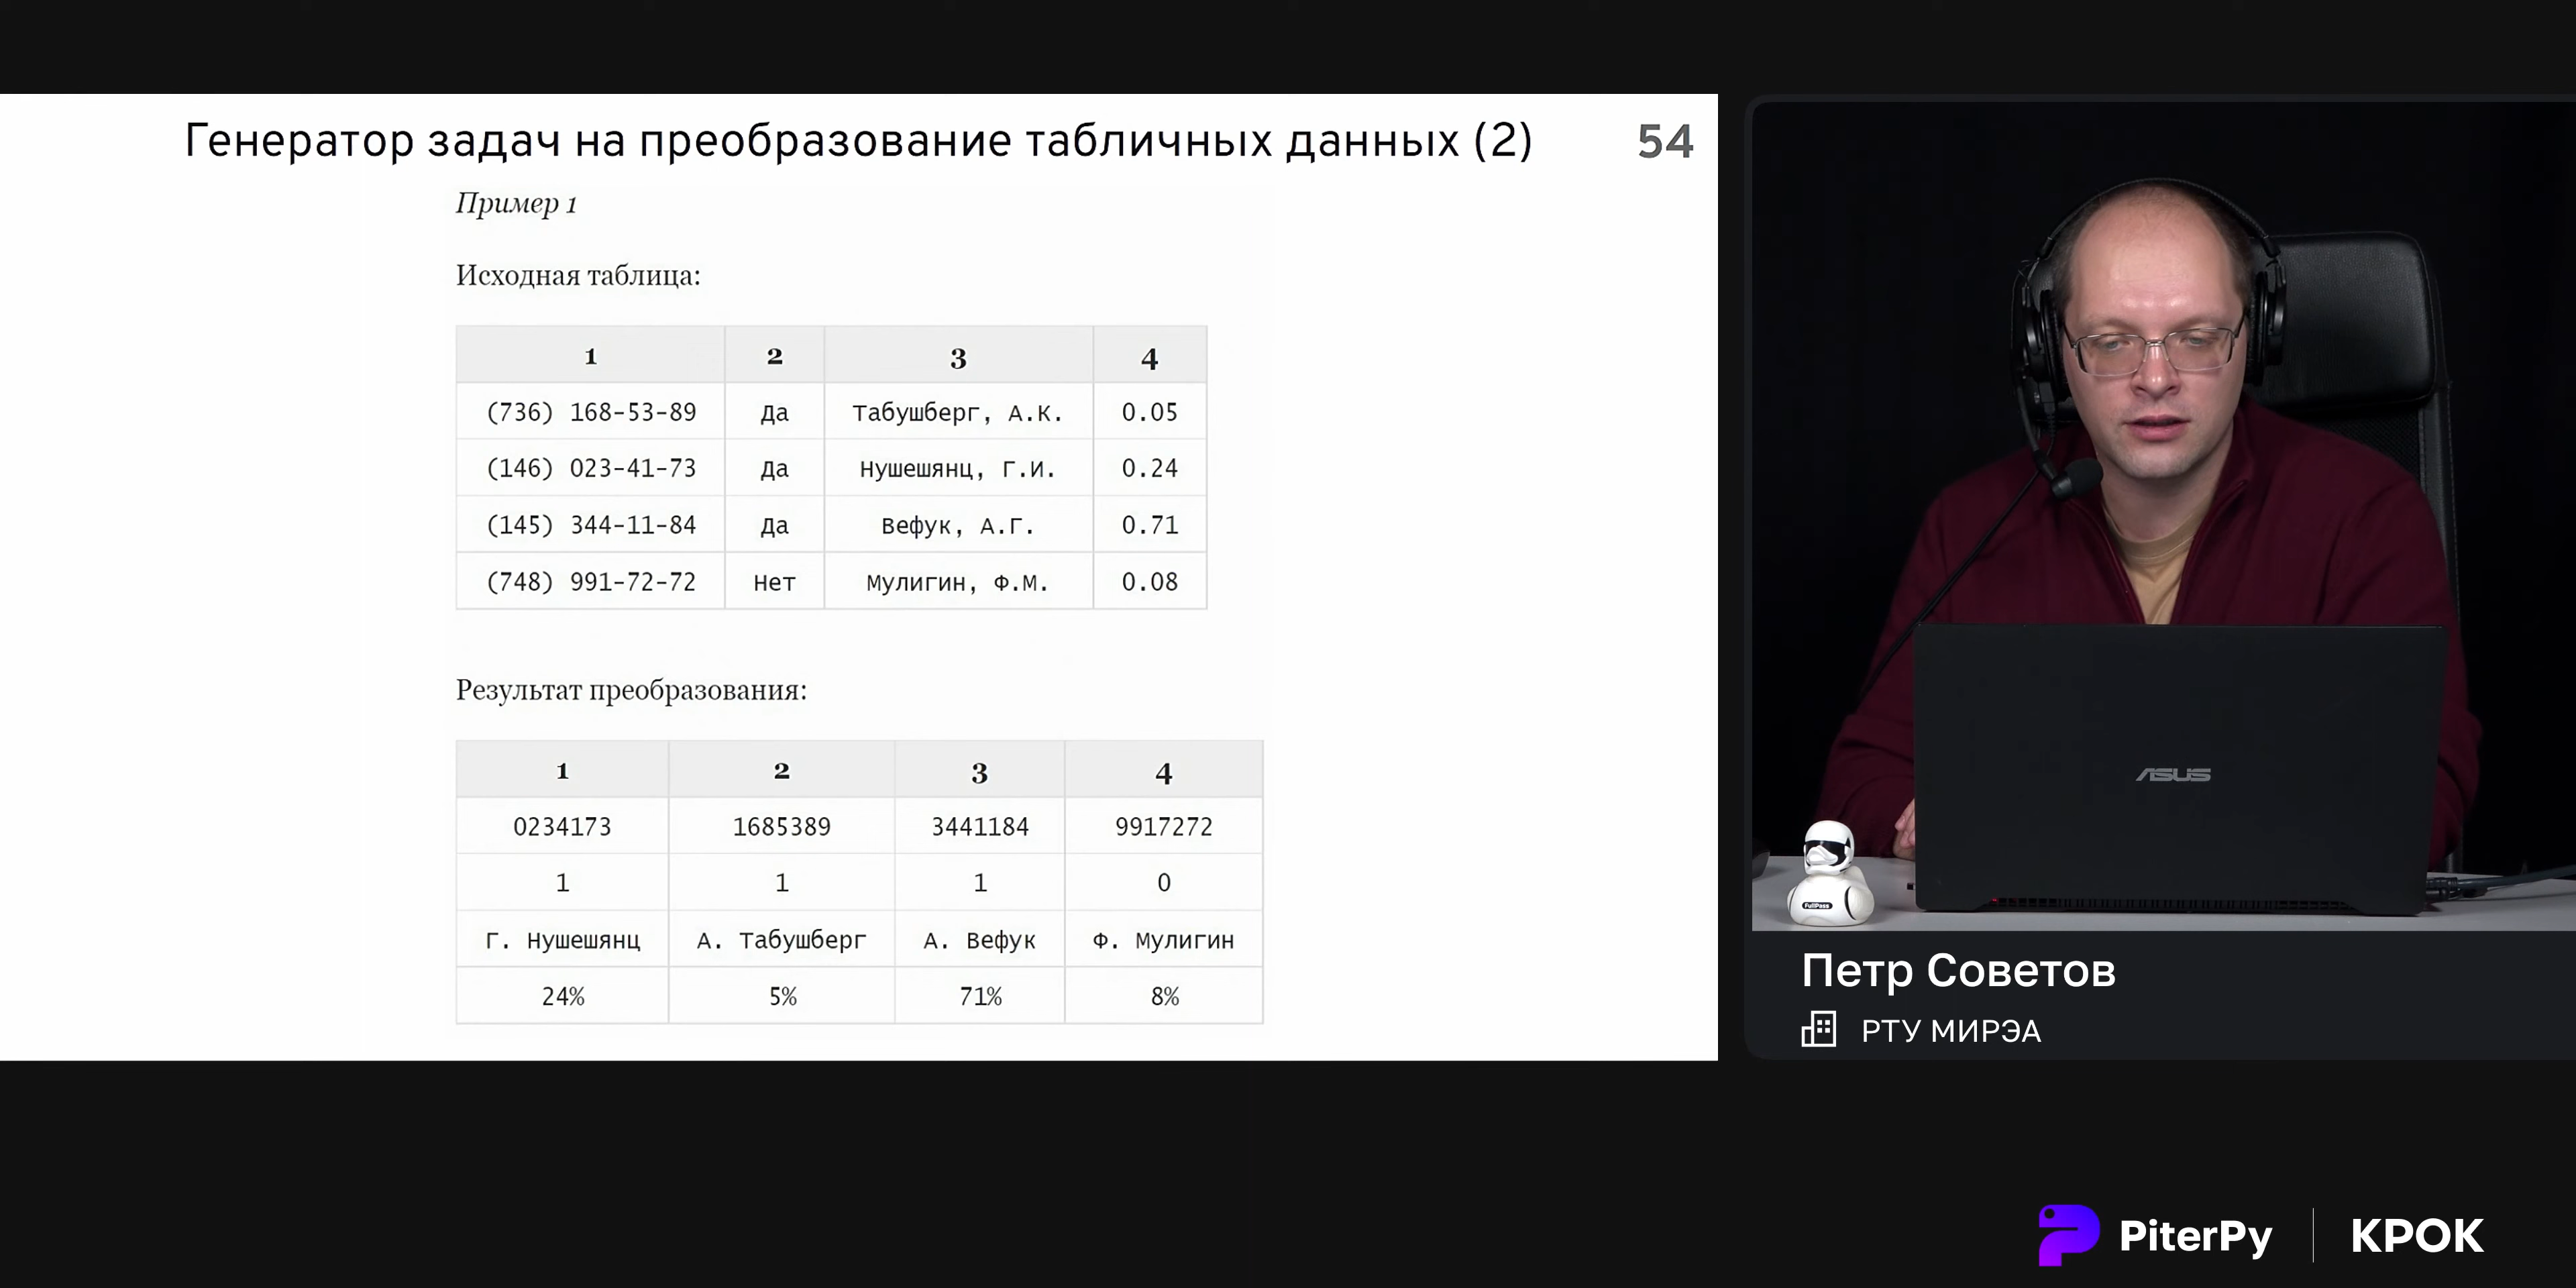 Генератор задач на преобразование табличных данных (2) 54
Пример 1
Исходная таблица:
1 2 3 4
(736) 168-53-89 Да Табушберг, А.К. 0.05
(146) 023-41-73 Да Нушешянц, Г.И. 0.24
(145) 344-11-84 Да Вефук, А.Г. 0.71
(748) 991-72-72 Нет Мулигин, Ф.М. 0.08
Результат преобразования:
1 2 3 4
0234173 1685389 3441184 9917272
1 1 1 0
Г. Нушешянц А. Табушберг А. Вефук Ф. Мулигин
24% 5% 71% 8%
ASUS
FullPass
Петр Советов
РТУ МИРЭА
PiterPy
КРОК